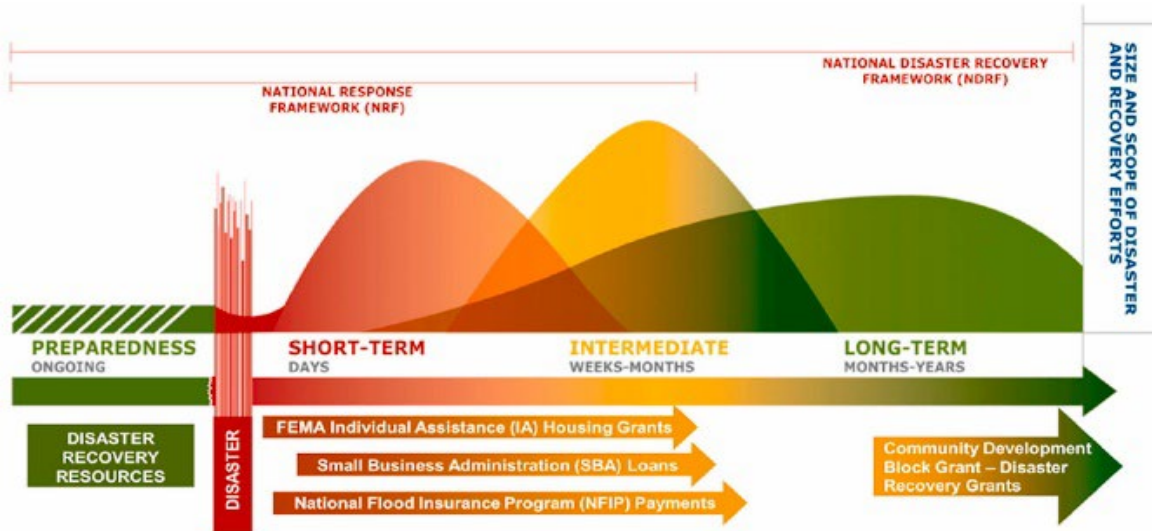 NATIONAL DISASTER RECOVERY
FRAMEWORK (NDRF)
NATIONAL RESPONSE
FRAMEWORK (NRF)
SIZE AND SCOPE OF DISASTER
AND RECOVERY EFFORTS
PREPAREDNESS
ONGOING
SHORT-TERM
DAYS
INTERMEDIATE
WEEKS-MONTHS
LONG-TERM
MONTHS-YEARS
DISASTER
RECOVERY
RESOURCES
DISASTER
FEMA Individual Assistance (IA) Housing Grants
Small Business Administration (SBA) Loans
National Flood Insurance Program (NFIP) Payments
Community Development
Block Grant – Disaster
Recovery Grants